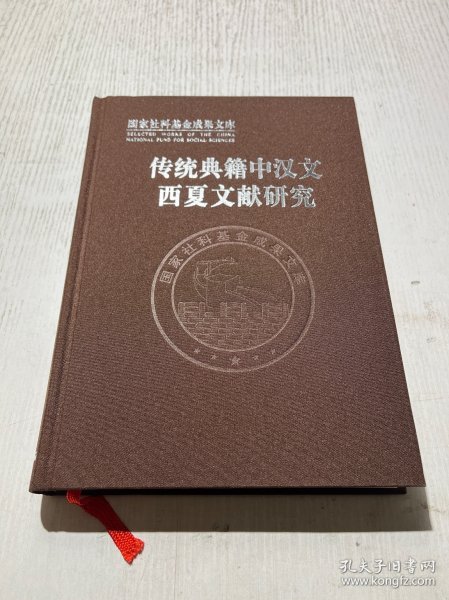 国家社科基金成果文库
SELECTED WORKS OF THE CHINA
NATIONAL FUND FOR SOCIAL SCIENCES
传统典籍中汉文
西夏文献研究
国家社科基金成果文库
孔夫子旧书网
www.kongfz.com